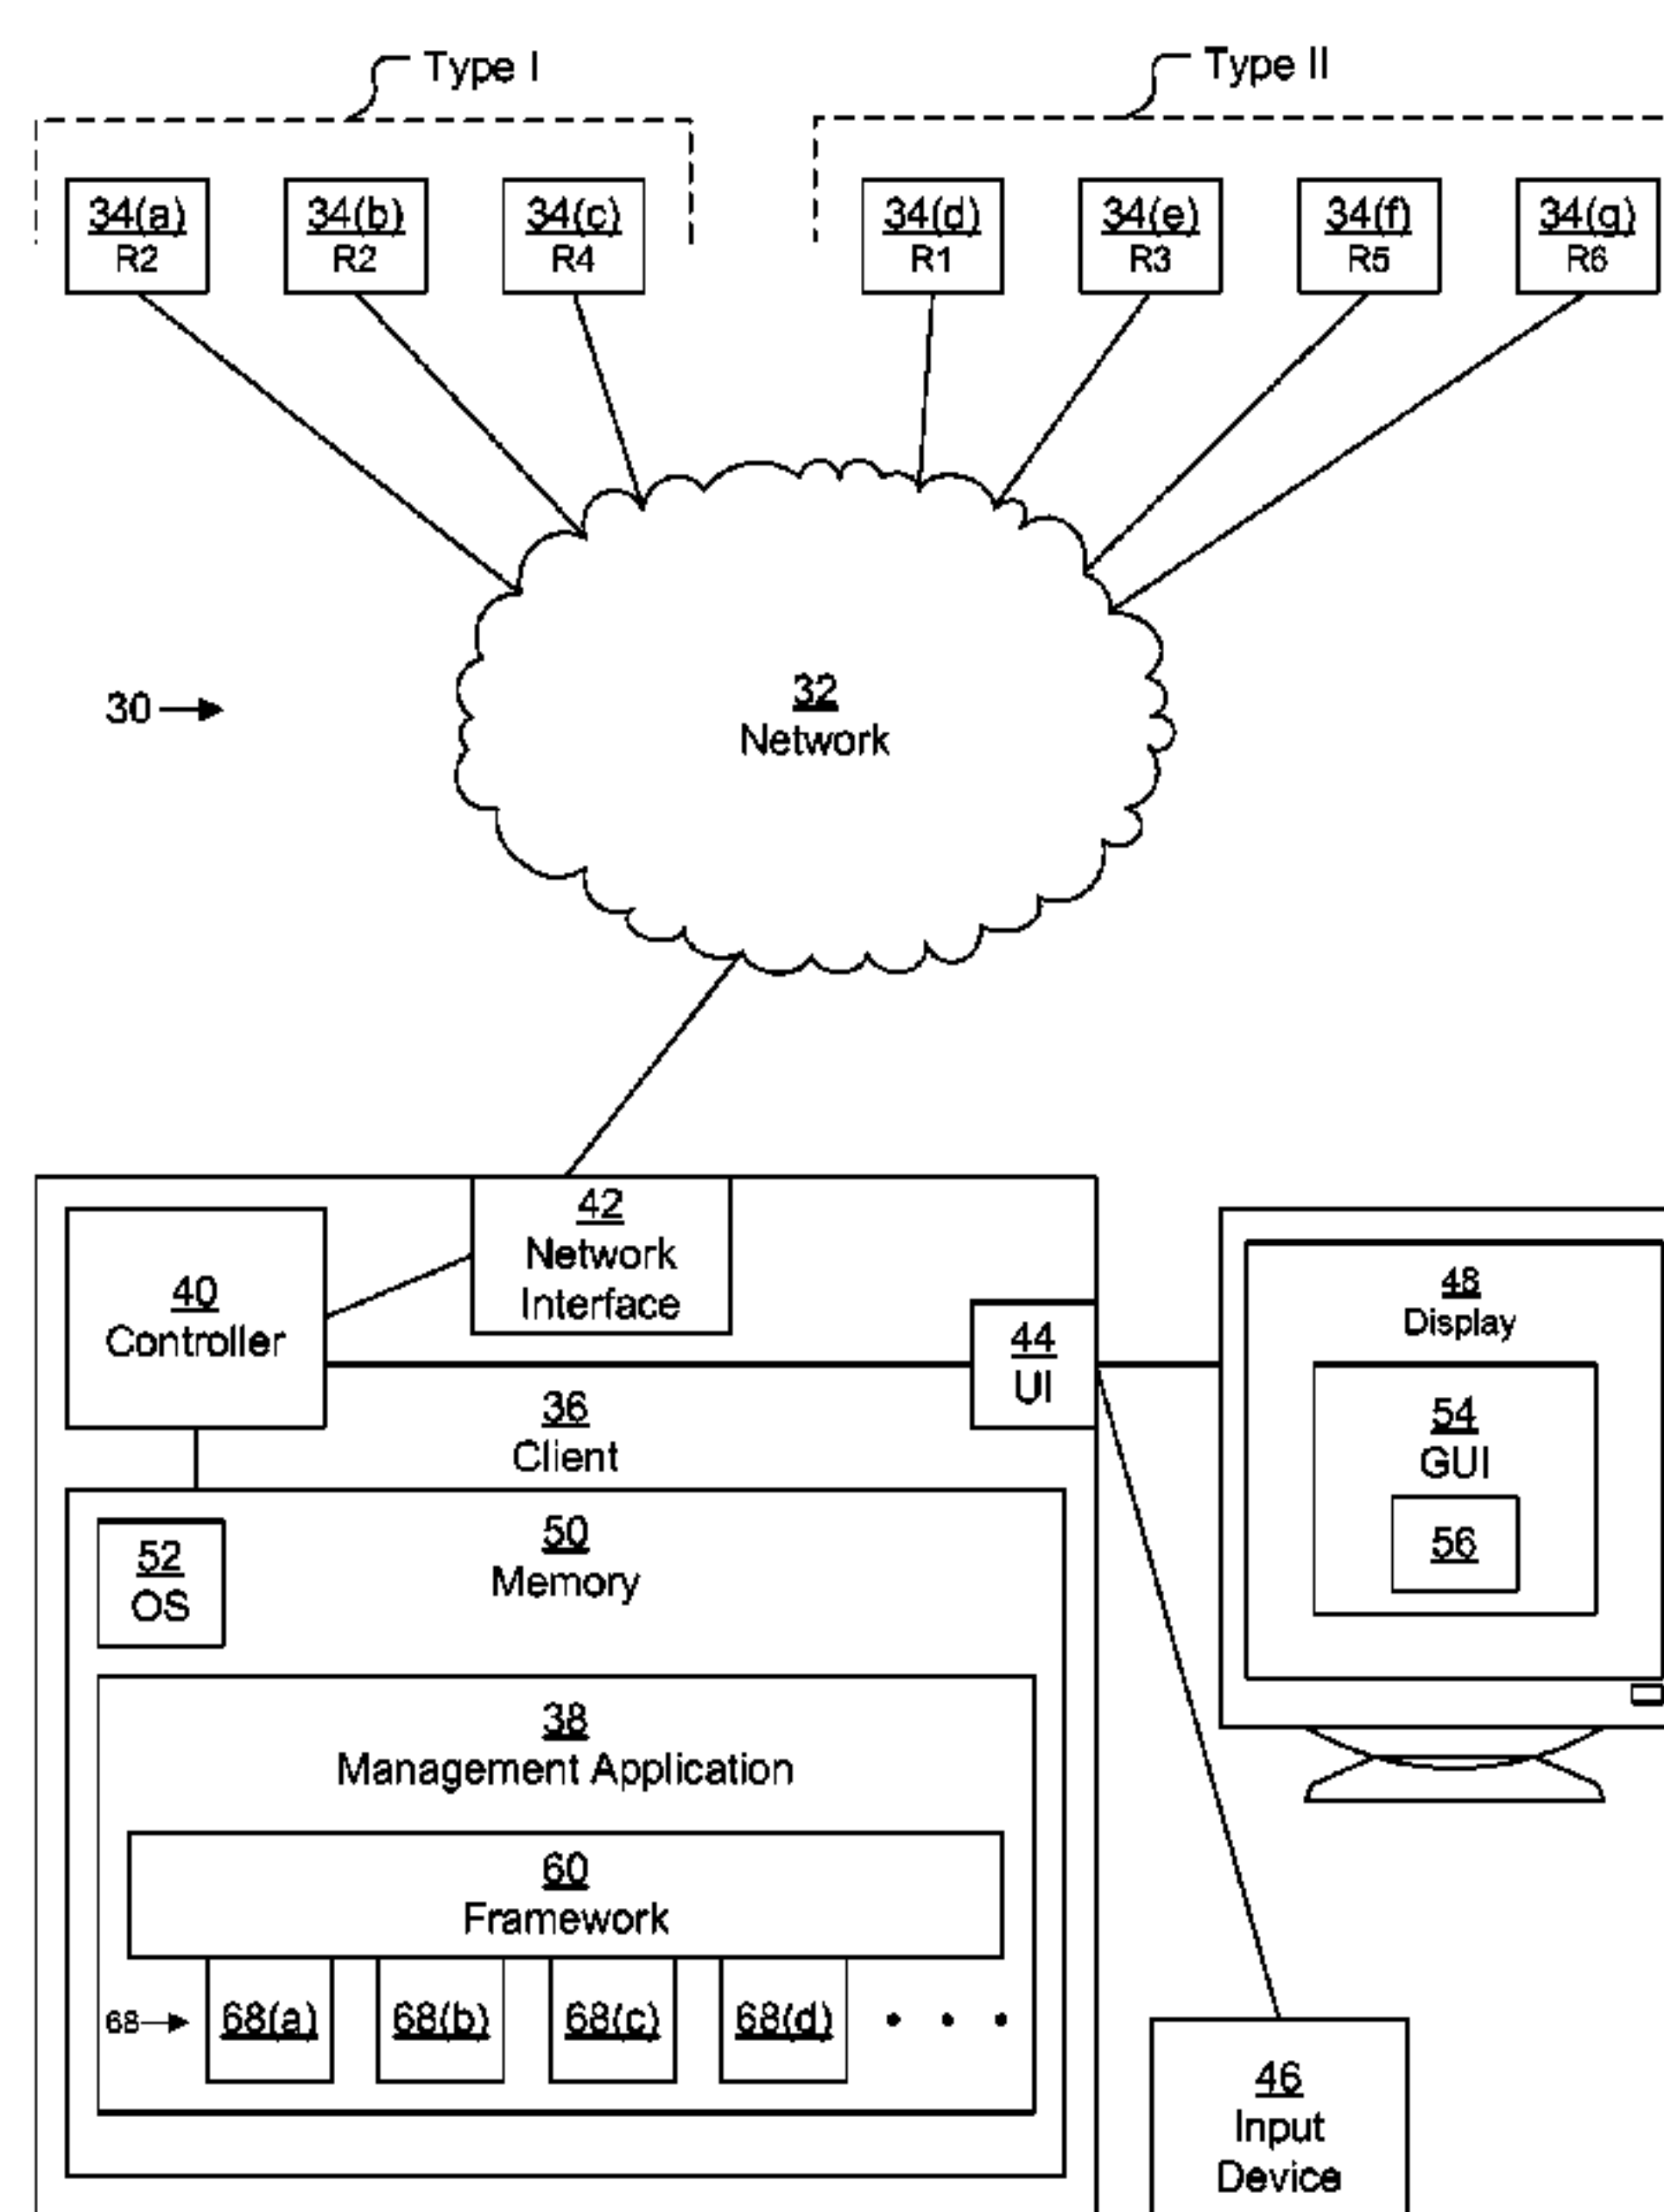 Type I
Type II
34(a)
R2
34(b)
R2
34(c)
R4
34(d)
R1
34(e)
R3
34(f)
R5
34(g)
R6
30
32
Network
42
Network
Interface
40
Controller
44
UI
48
Display
36
Client
54
GUI
56
52
OS
50
Memory
38
Management Application
60
Framework
68
68(a)
68(b)
68(c)
68(d)
• • •
46
Input
Device